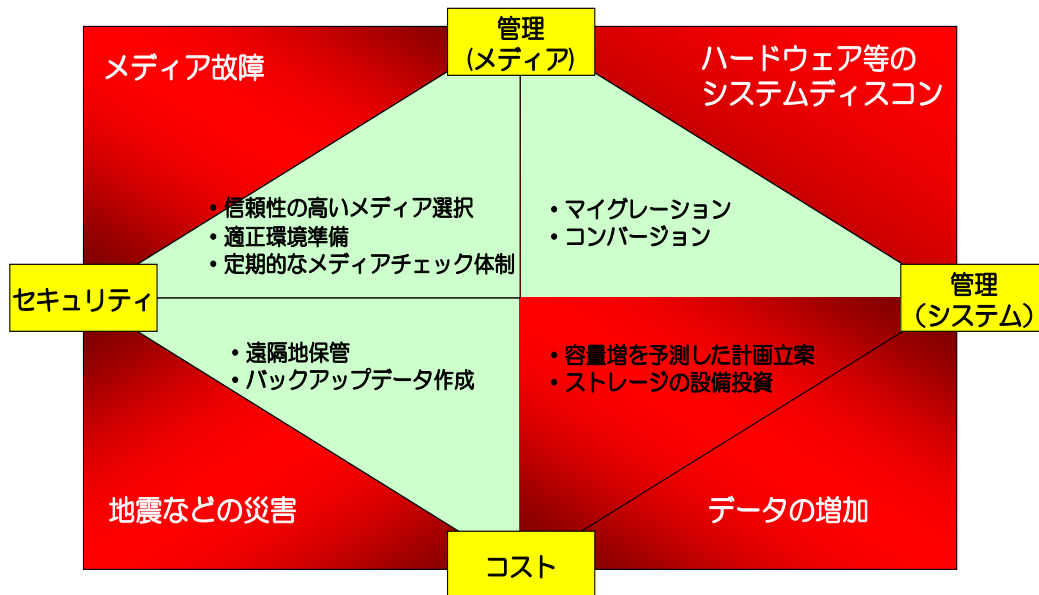 管理
(メディア)
メディア故障
ハードウェア等の
システムディスコン
・信頼性の高いメディア選択
・適正環境準備
・定期的なメディアチェック体制
・マイグレーション
・コンバージョン
セキュリティ
管理
（システム）
・遠隔地保管
・バックアップデータ作成
・容量増を予測した計画立案
・ストレージの設備投資
地震などの災害
データの増加
コスト